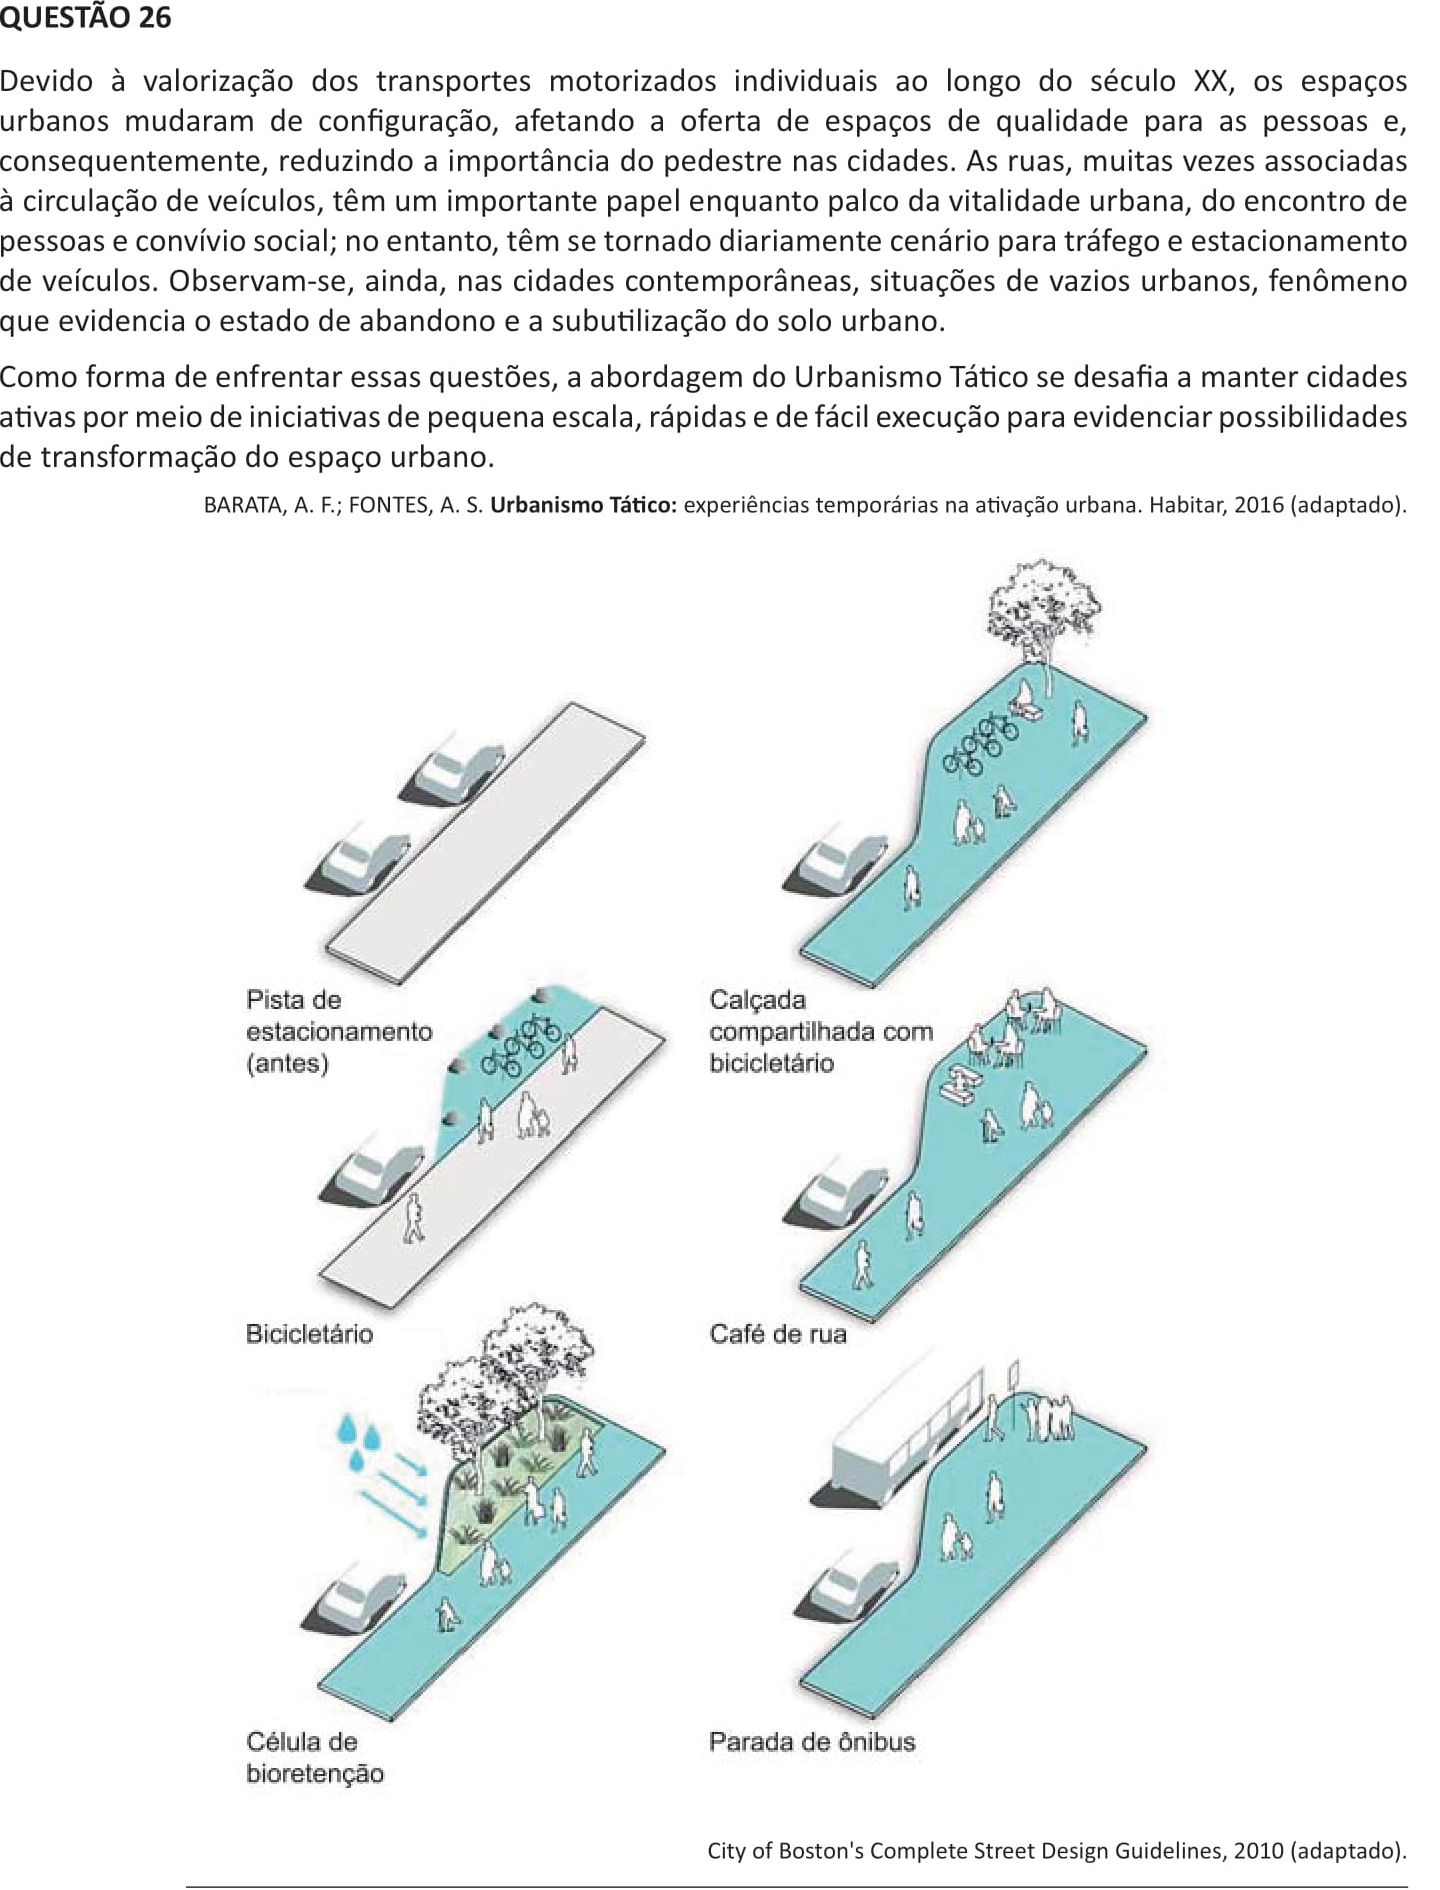 QUESTÃO 26
Devido à valorização dos transportes motorizados individuais ao longo do século XX, os espaços
urbanos mudaram de configuração, afetando a oferta de espaços de qualidade para as pessoas e,
consequentemente, reduzindo a importância do pedestre nas cidades. As ruas, muitas vezes associadas
à circulação de veículos, têm um importante papel enquanto palco da vitalidade urbana, do encontro de
pessoas e convívio social; no entanto, têm se tornado diariamente cenário para tráfego e estacionamento
de veículos. Observam-se, ainda, nas cidades contemporâneas, situações de vazios urbanos, fenômeno
que evidencia o estado de abandono e a subutilização do solo urbano.
Como forma de enfrentar essas questões, a abordagem do Urbanismo Tático se desafia a manter cidades
ativas por meio de iniciativas de pequena escala, rápidas e de fácil execução para evidenciar possibilidades
de transformação do espaço urbano.
BARATA, A. F.; FONTES, A. S. Urbanismo Tático: experiências temporárias na ativação urbana. Habitar, 2016 (adaptado).
Pista de
estacionamento
(antes)
Calçada
compartilhada com
bicicletário
Bicicletário
Café de rua
Célula de
bioretenção
Parada de ônibus
City of Boston's Complete Street Design Guidelines, 2010 (adaptado).